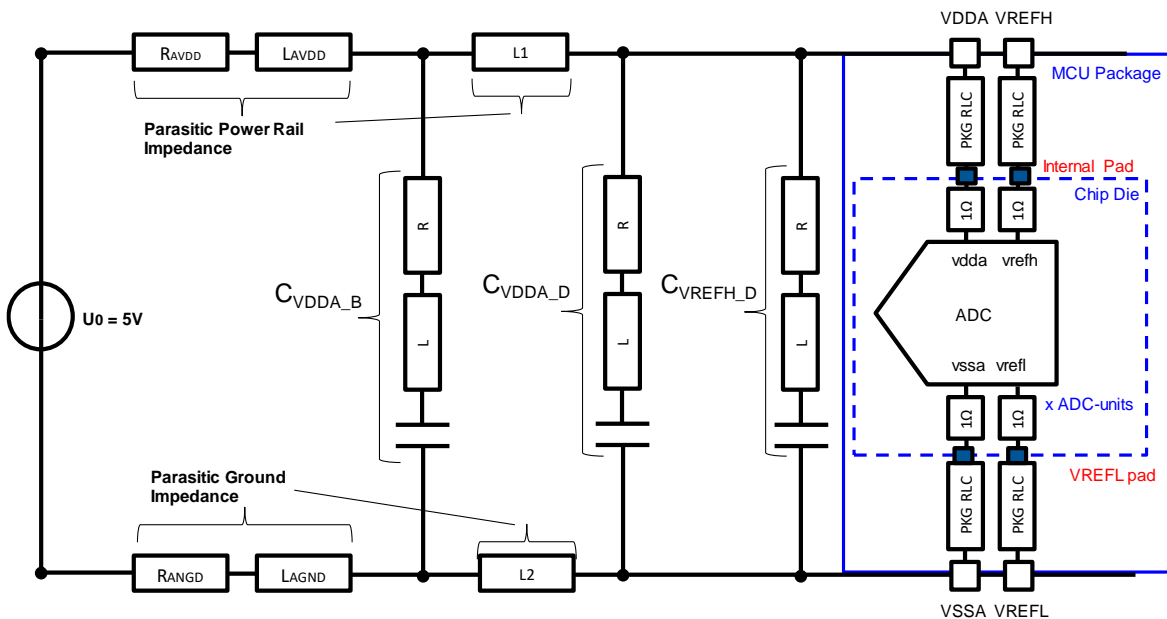 VDDA VREFH
RAVDD
LAVDD
L1
MCU Package
Parasitic Power Rail
Impedance
PKG RLC
PKG RLC
Internal Pad
Chip Die
1Ω
1Ω
R
R
R
vdda
vrefh
CVDDA_B
CVDDA_D
CVREFH_D
U0 = 5V
L
L
L
ADC
vssa
vrefl
1Ω
1Ω
x ADC-units
Parasitic Ground
Impedance
VREFL pad
PKG RLC
PKG RLC
RANGD
LAGND
L2
VSSA
VREFL